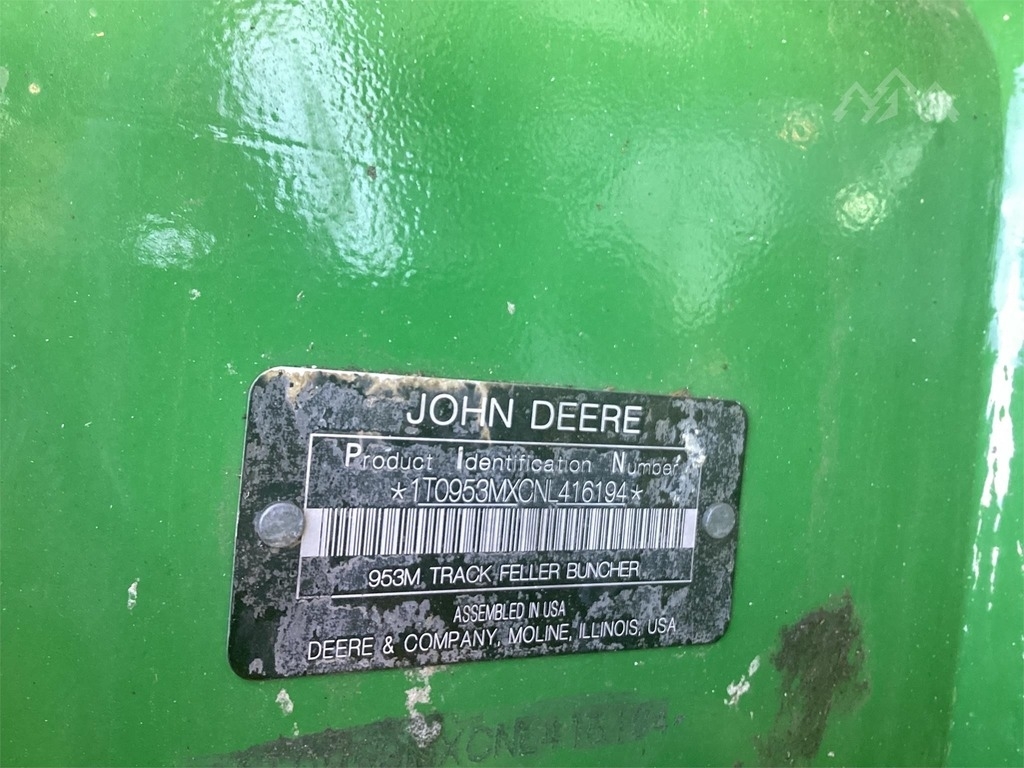 JOHN DEERE
Product Identification Number
*1T0953MXCNL416194*
953M TRACK FELLER BUNCHER
ASSEMBLED IN USA
DEERE & COMPANY, MOLINE, ILLINOIS, USA